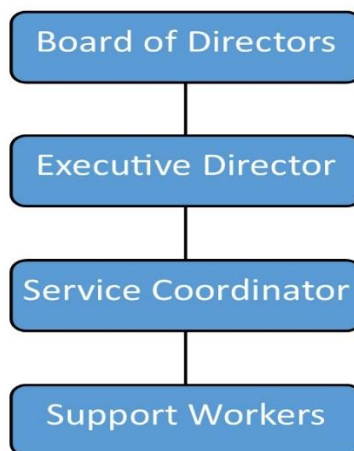 Board of Directors
Executive Director
Service Coordinator
Support Workers